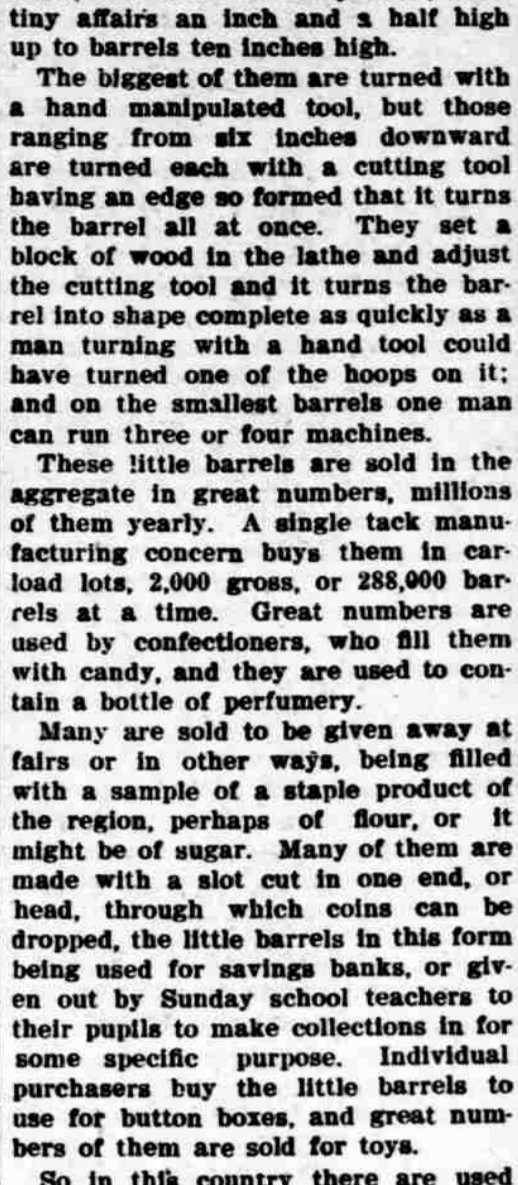 tiny affairs an inch and a half high
up to barrels ten inches high.
The biggest of them are turned with
a hand manipulated tool, but those
ranging from six inches downward
are turned each with a cutting tool
having an edge so formed that it turns
the barrel all at once. They set a
block of wood in the lathe and adjust
the cutting tool and it turns the bar-
rel into shape complete as quickly as a
man turning with a hand tool could
have turned one of the hoops on it;
and on the smallest barrels one man
can run three or four machines.
These little barrels are sold in the
aggregate in great numbers, millions
of them yearly. A single tack manu-
facturing concern buys them in car-
load lots, 2,000 gross, or 288,000 bar-
rels at a time. Great numbers are
used by confectioners, who fill them
with candy, and they are used to con-
tain a bottle of perfumery.
Many are sold to be given away at
fairs or in other ways, being filled
with a sample of a staple product of
the region, perhaps of flour, or it
might be of sugar. Many of them are
made with a slot cut in one end, or
head, through which coins can be
dropped, the little barrels in this form
being used for savings banks, or giv-
en out by Sunday school teachers to
their pupils to make collections in for
some specific purpose. Individual
purchasers buy the little barrels to
use for button boxes, and great num-
bers of them are sold for toys.
So in this country there are used